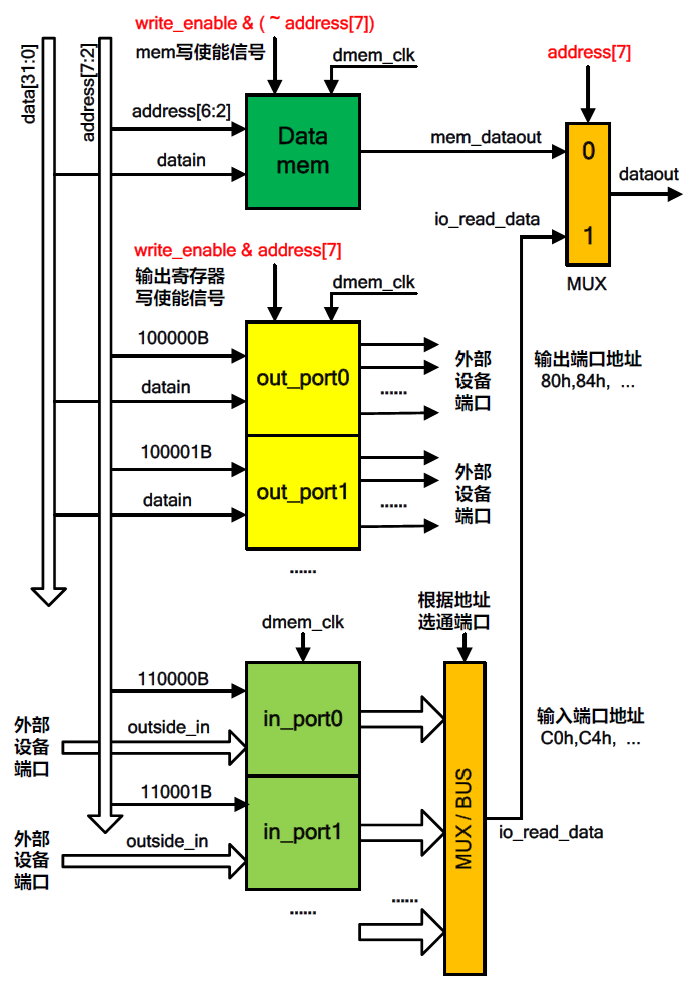 write_enable & ( ~ address[7])
mem写使能信号
dmem_clk
address[7]
data[31:0]
address[7:2]
address[6:2]
datain
Data
mem
mem_dataout
0
1
MUX
dataout
io_read_data
write_enable & address[7]
输出寄存器
写使能信号
dmem_clk
100000B
datain
out_port0
......
外部
设备
端口
输出端口地址
80h,84h, ...
100001B
datain
out_port1
......
外部
设备
端口
......
dmem_clk
根据地址
选通端口
110000B
外部
设备
端口
outside_in
in_port0
输入端口地址
C0h,C4h, ...
110001B
外部
设备
端口
outside_in
in_port1
MUX / BUS
io_read_data
......
......